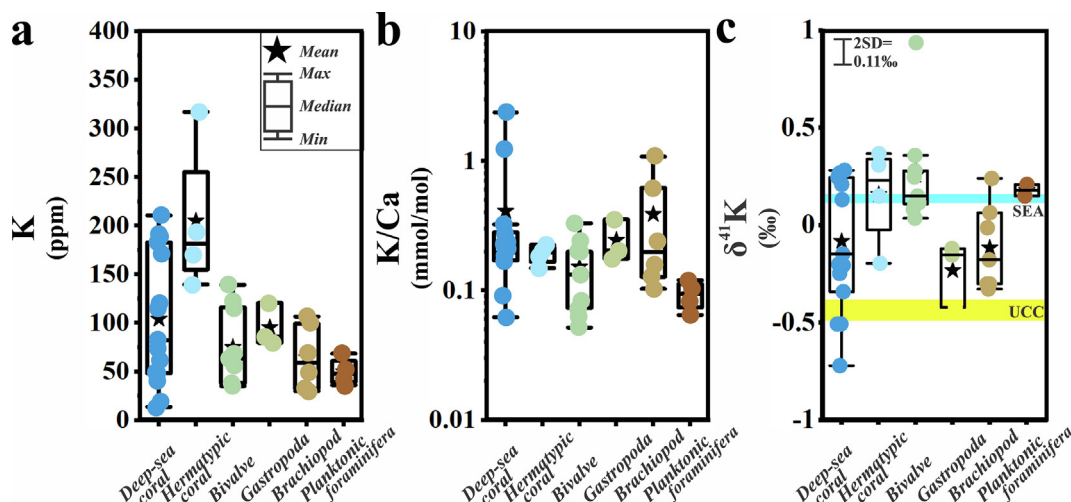 a
K
(ppm)
400
350
300
250
200
150
100
50
0
Mean
Max
Median
Min
Deep-sea
coral
Hermatypic
coral
Bivalve
Gastropoda
Brachiopod
Planktonic
foraminifera
b
K/Ca
(mmol/mol)
10
1
0.1
0.01
Deep-sea
coral
Hermatypic
coral
Bivalve
Gastropoda
Brachiopod
Planktonic
foraminifera
c
δ41K
(‰)
1
0.5
0
-0.5
-1
2SD=
0.11‰
SEA
UCC
Deep-sea
coral
Hermatypic
coral
Bivalve
Gastropoda
Brachiopod
Planktonic
foraminifera